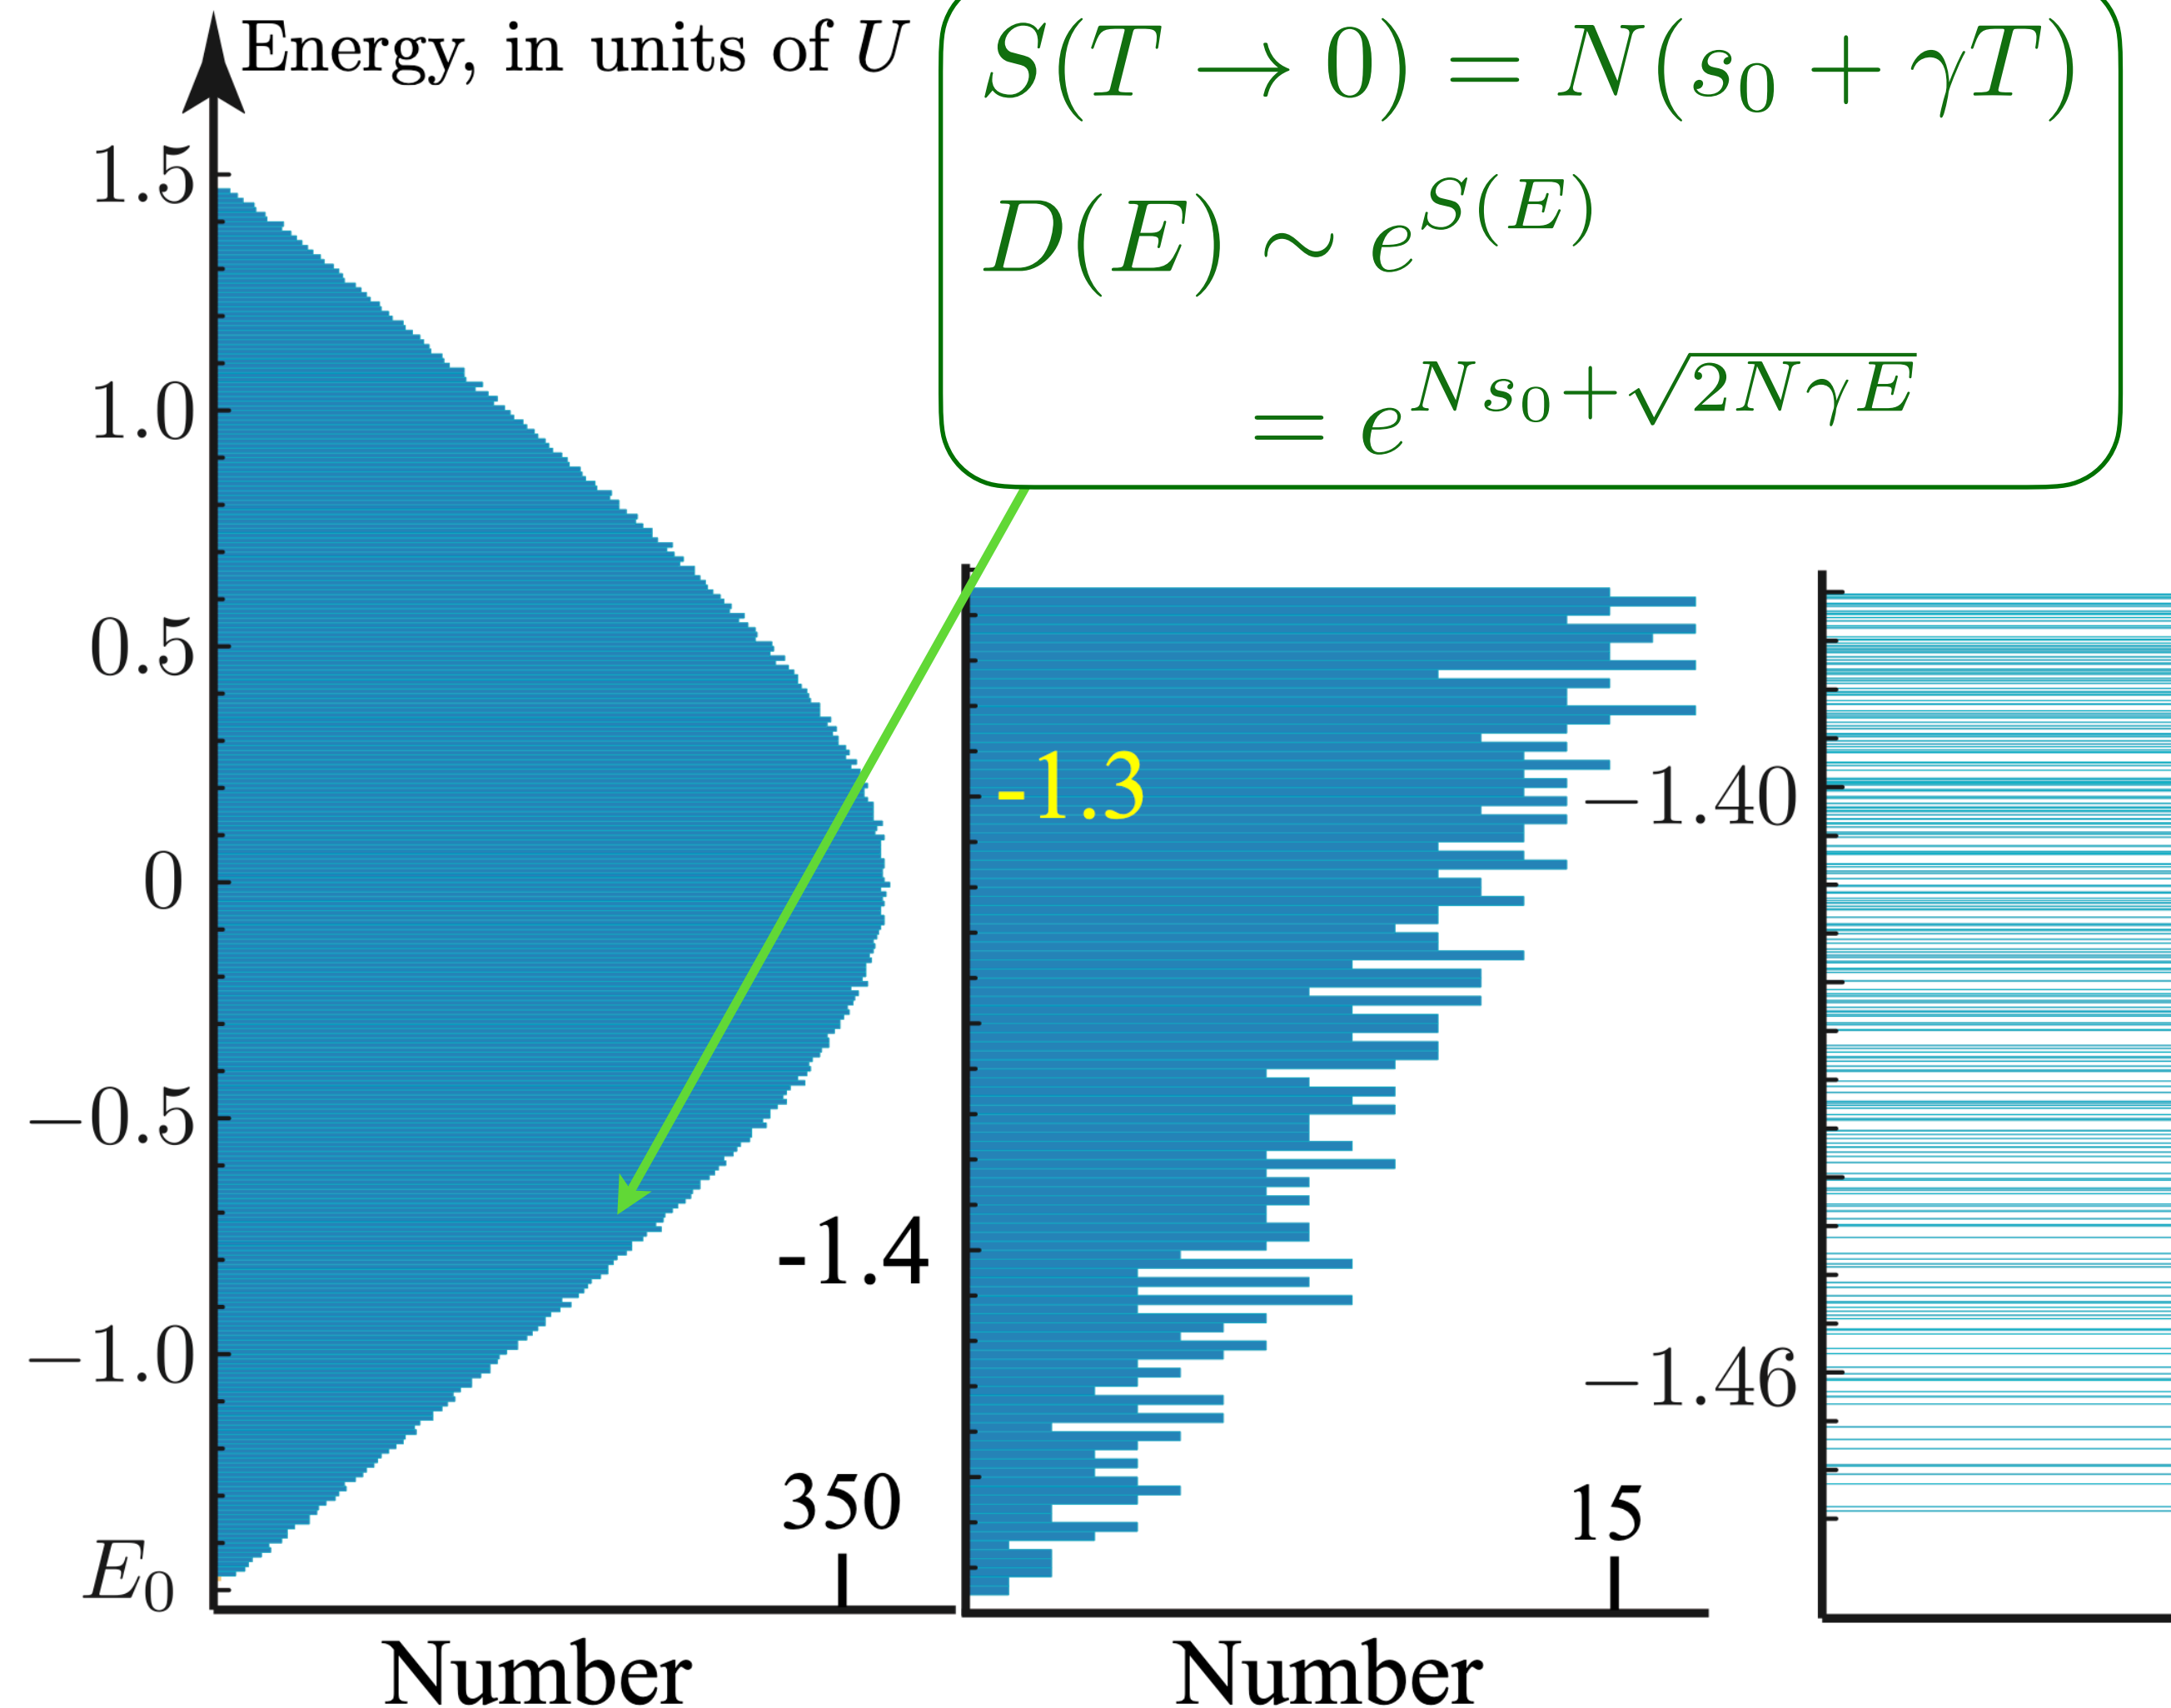 Energy, in units of U
S(T → 0) = N(s₀ + γT)
D(E) ∼ e^{S(E)}
= e^{Ns₀+√(2NγE)}
1.5
1.0
0.5
0
−0.5
−1.0
E₀
350
Number
-1.3
-1.4
15
Number
−1.40
−1.46